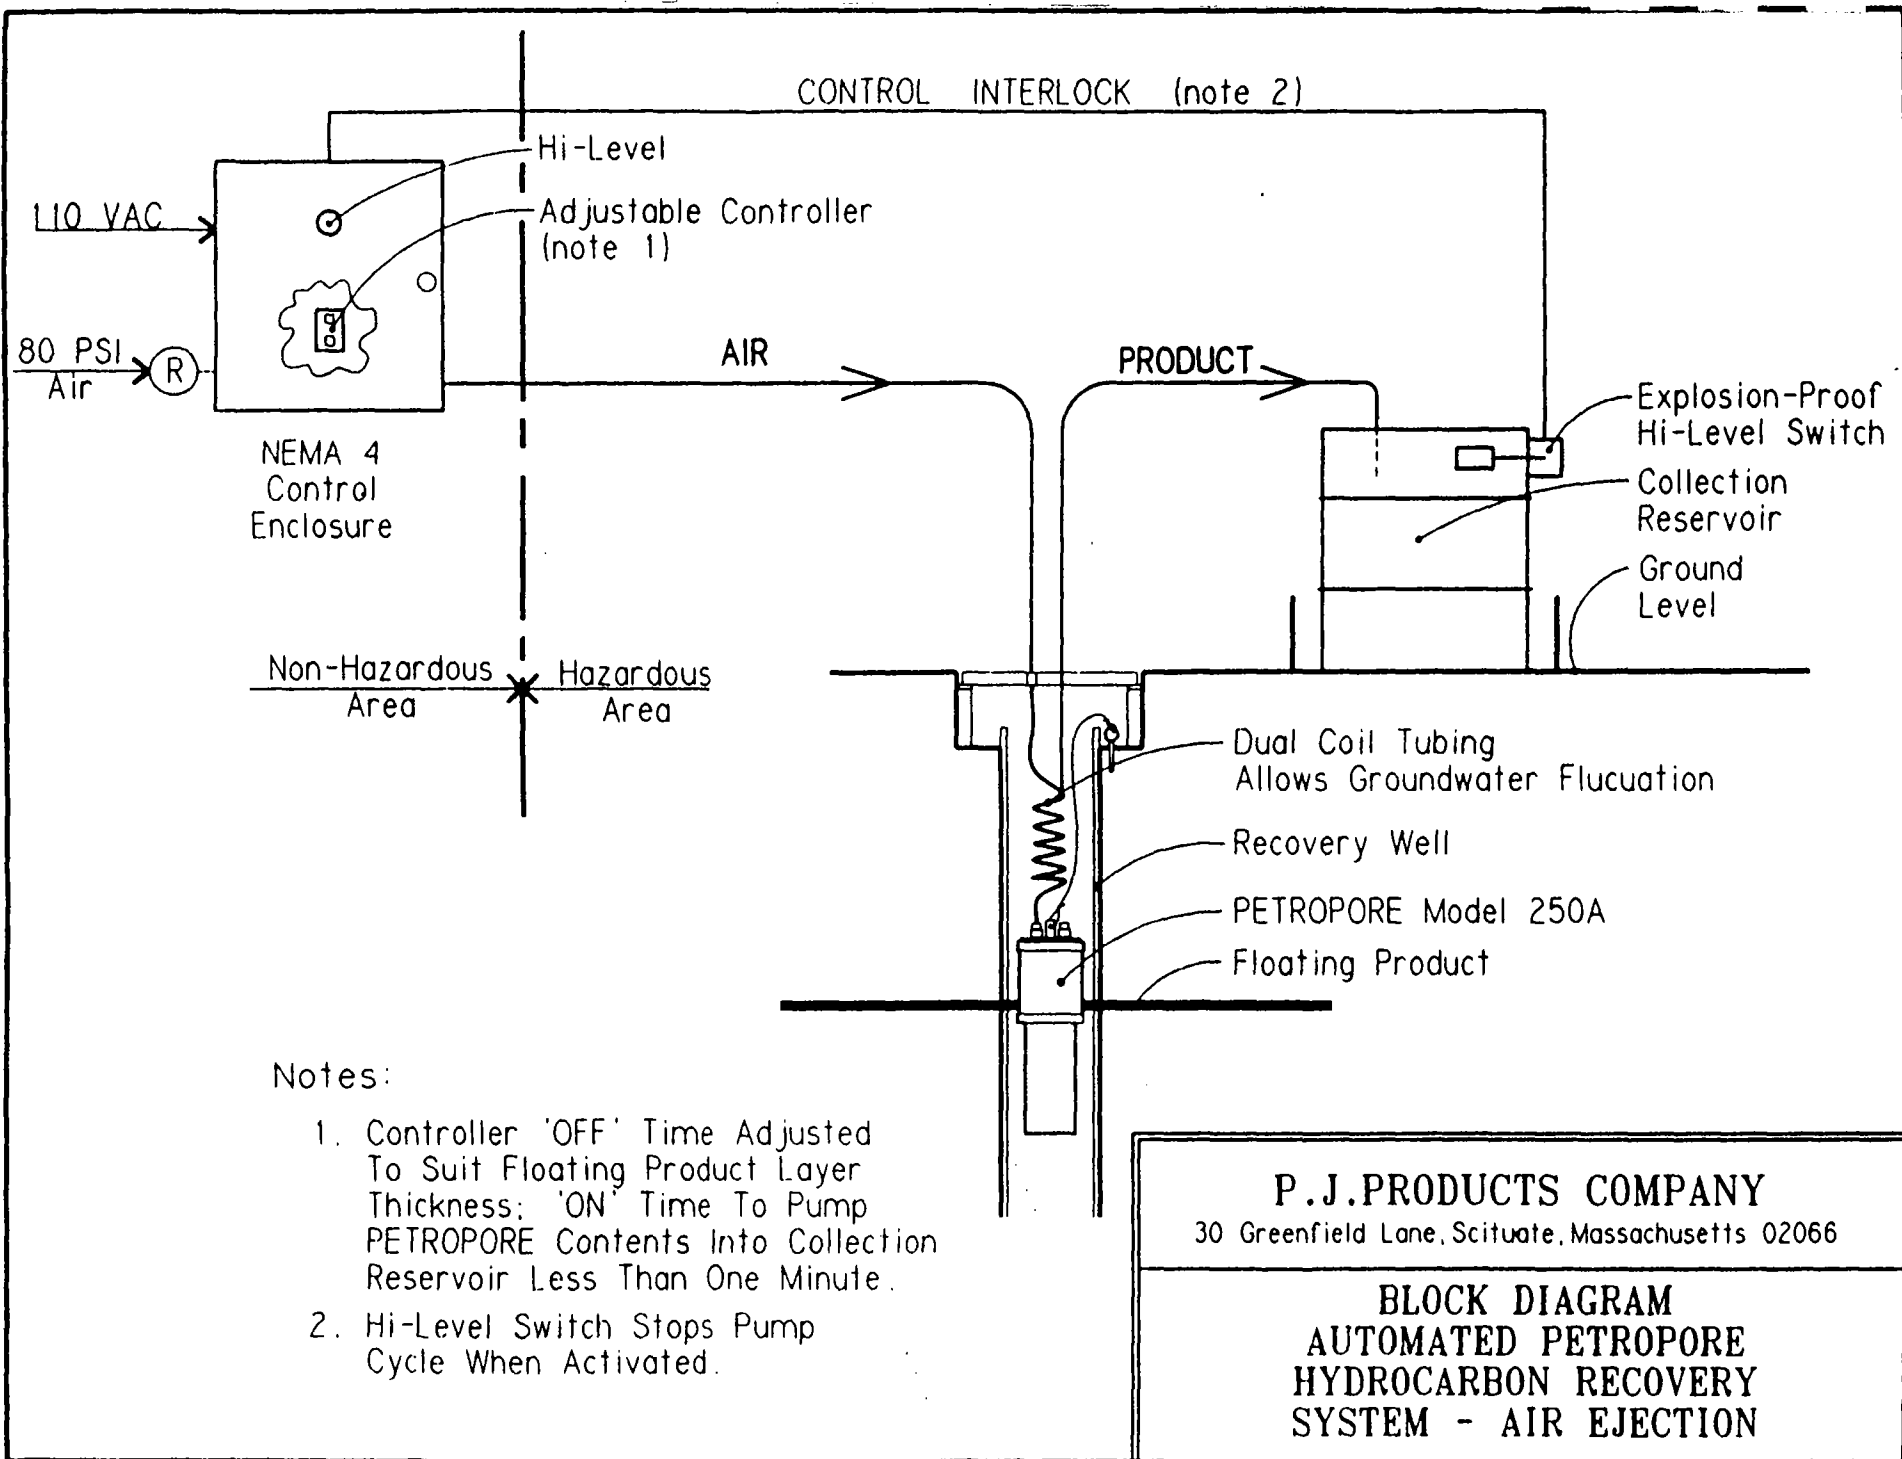 CONTROL INTERLOCK (note 2)
Hi-Level
Adjustable Controller
(note 1)
110 VAC
80 PSI
Air
R
NEMA 4
Control
Enclosure
AIR
PRODUCT
Explosion-Proof
Hi-Level Switch
Collection
Reservoir
Ground
Level
Non-Hazardous
Area
Hazardous
Area
Dual Coil Tubing
Allows Groundwater Flucuation
Recovery Well
PETROPORE Model 250A
Floating Product
Notes:
1. Controller 'OFF' Time Adjusted
To Suit Floating Product Layer
Thickness; 'ON' Time To Pump
PETROPORE Contents Into Collection
Reservoir Less Than One Minute.
2. Hi-Level Switch Stops Pump
Cycle When Activated.
P.J.PRODUCTS COMPANY
30 Greenfield Lane, Scituate, Massachusetts 02066
BLOCK DIAGRAM
AUTOMATED PETROPORE
HYDROCARBON RECOVERY
SYSTEM - AIR EJECTION